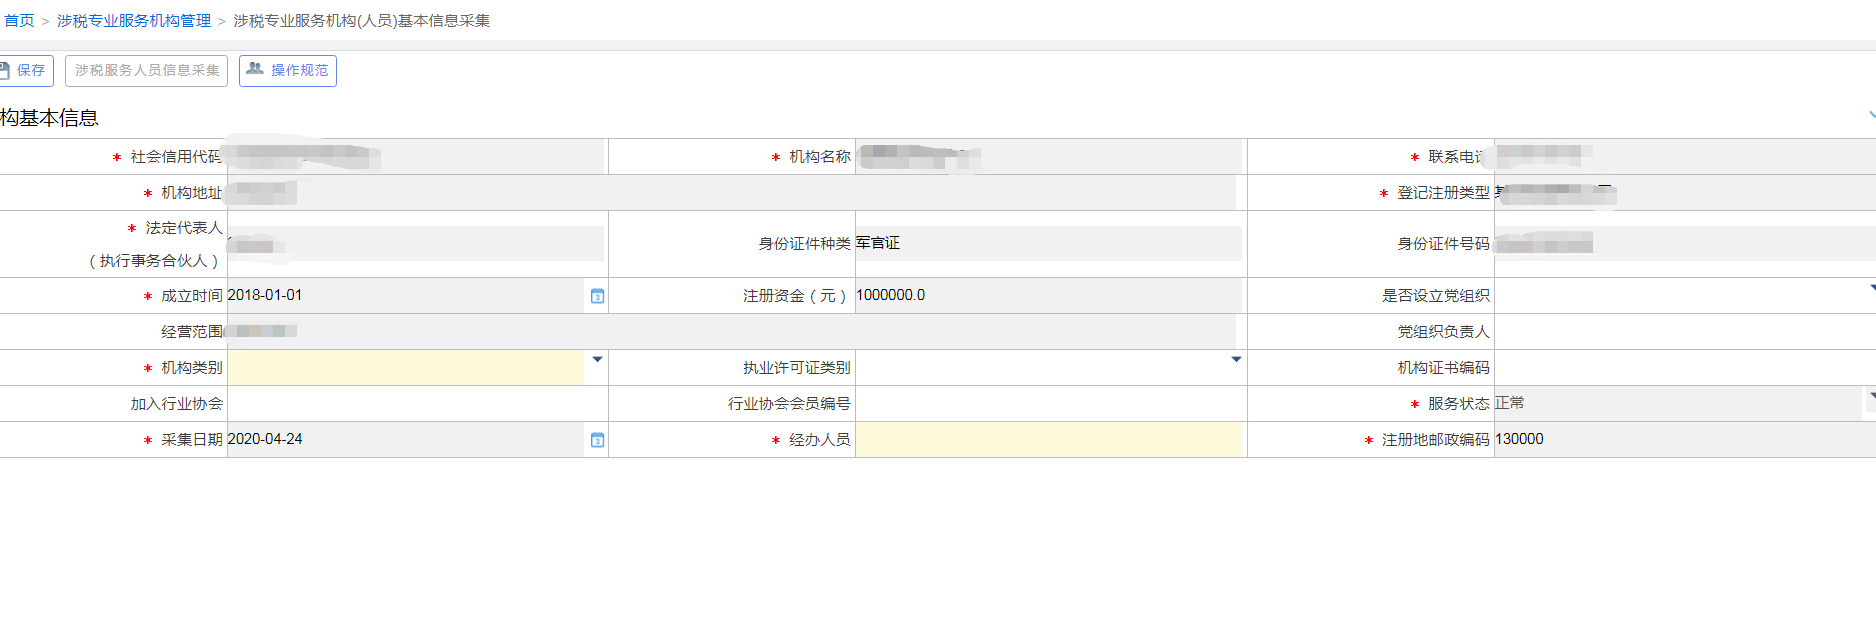 首页 > 涉税专业服务机构管理 > 涉税专业服务机构(人员)基本信息采集
保存 涉税服务人员信息采集 操作规范
构基本信息
* 社会信用代码 * 机构名称 * 联系电话
* 机构地址 * 登记注册类型
* 法定代表人
（执行事务合伙人） 身份证件种类 军官证 身份证件号码
* 成立时间 2018-01-01 注册资金（元） 1000000.0 是否设立党组织
经营范围 党组织负责人
* 机构类别 执业许可证类别 机构证书编码
加入行业协会 行业协会会员编号 * 服务状态 正常
* 采集日期 2020-04-24 * 经办人员 * 注册地邮政编码 130000